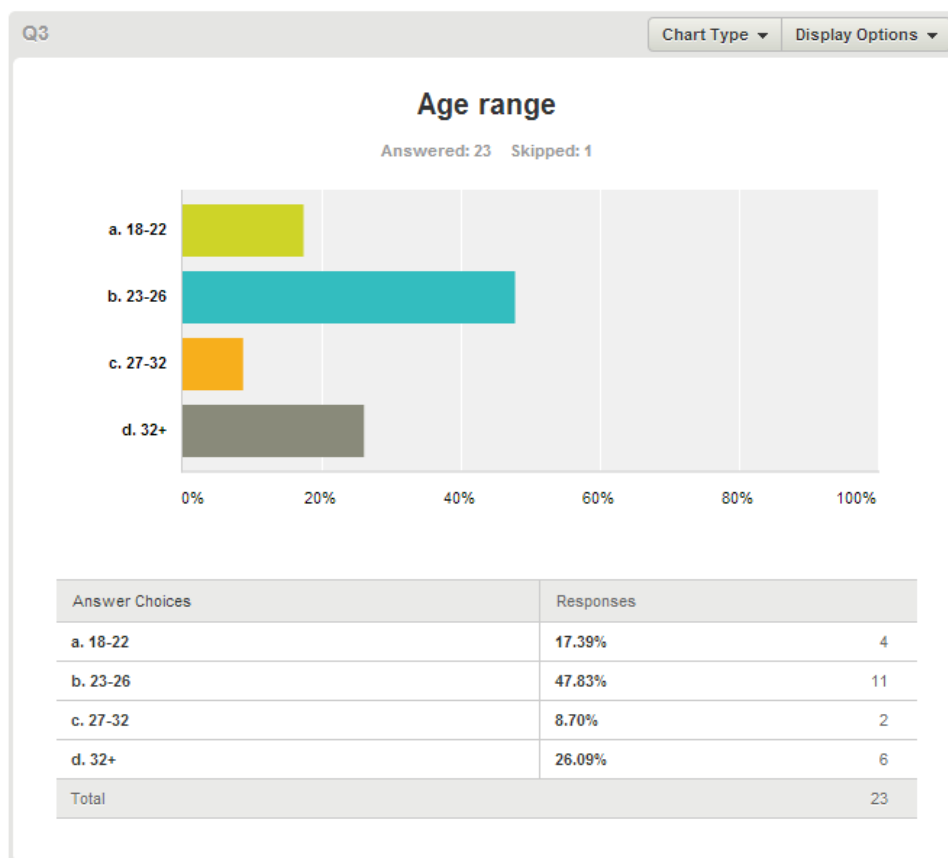 Q3
Chart Type Display Options
Age range
Answered: 23 Skipped: 1
a. 18-22
b. 23-26
c. 27-32
d. 32+
0% 20% 40% 60% 80% 100%
Answer Choices Responses
a. 18-22 17.39% 4
b. 23-26 47.83% 11
c. 27-32 8.70% 2
d. 32+ 26.09% 6
Total 23